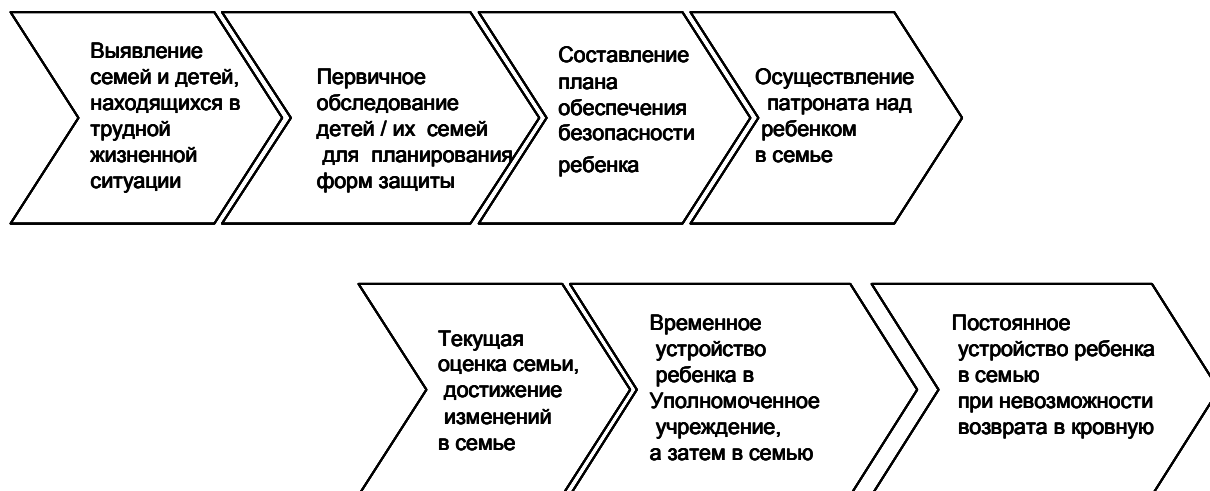 Выявление
семей и детей,
находящихся в
трудной
жизненной
ситуации
Первичное
обследование
детей / их семей
для планирования
форм защиты
Составление
плана
обеспечения
безопасности
ребенка
Осуществление
патроната над
ребенком
в семье
Текущая
оценка семьи,
достижение
изменений
в семье
Временное
устройство
ребенка в
Уполномоченное
учреждение,
а затем в семью
Постоянное
устройство ребенка
в семью
при невозможности
возврата в кровную